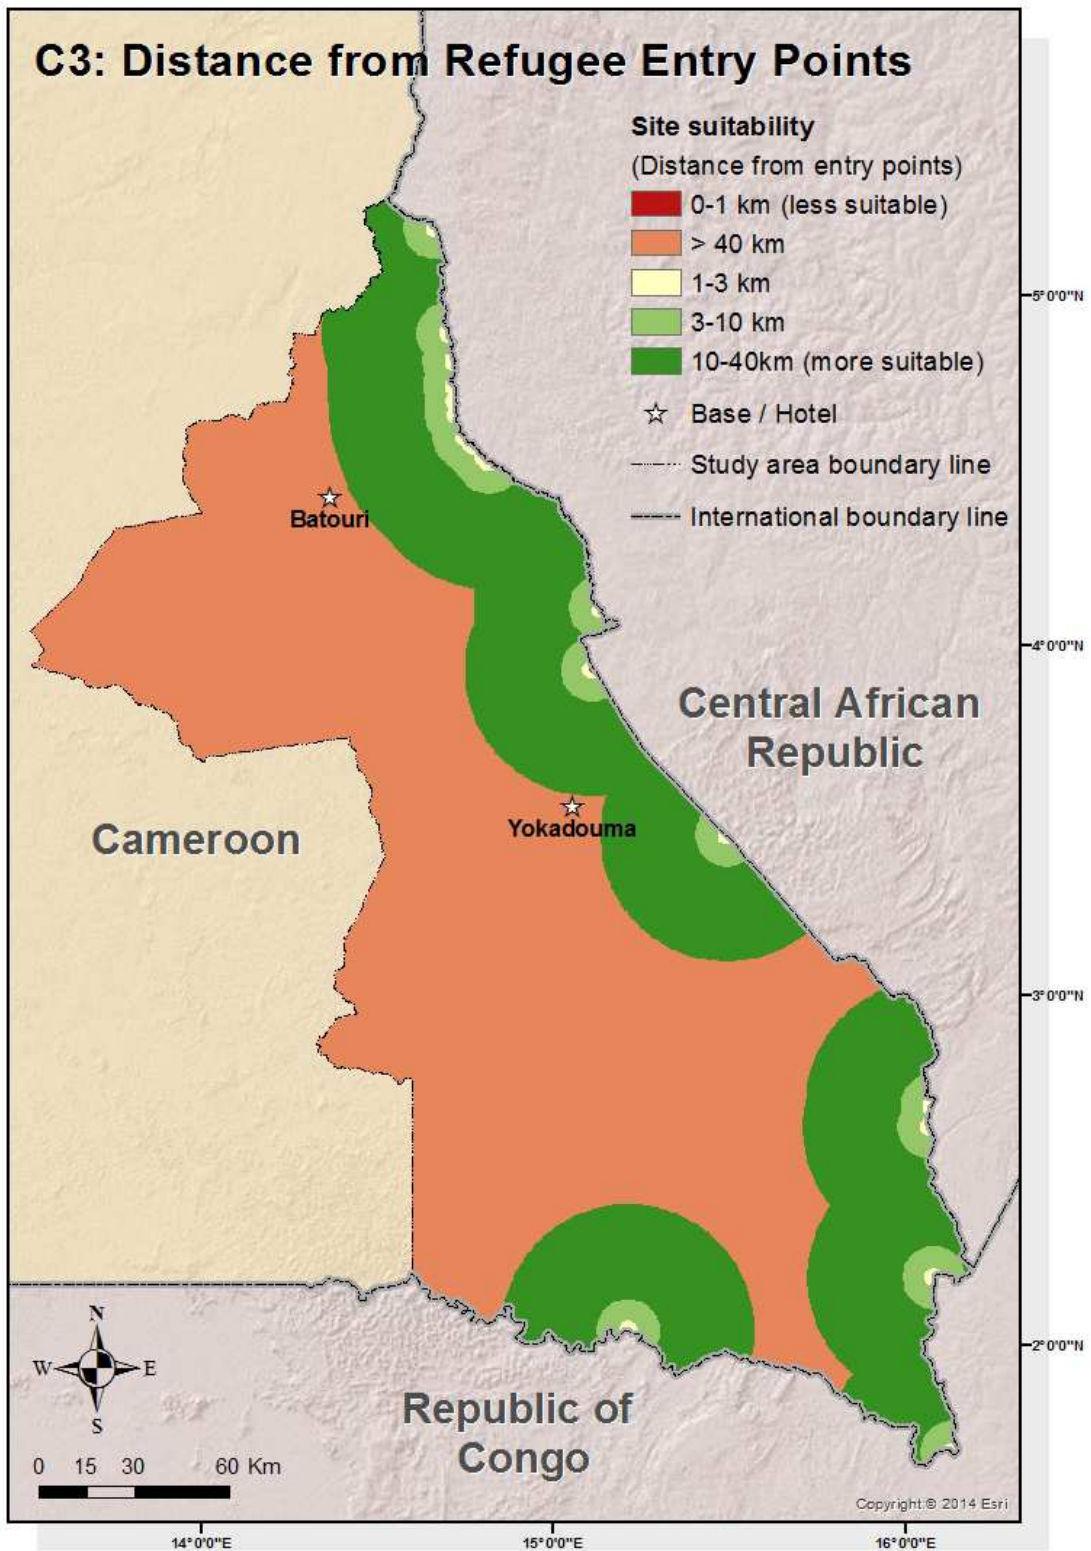 C3: Distance from Refugee Entry Points
Site suitability
(Distance from entry points)
0-1 km (less suitable)
> 40 km
1-3 km
3-10 km
10-40km (more suitable)
Base / Hotel
Study area boundary line
International boundary line
5°0'0"N
Batouri
4°0'0"N
Central African
Republic
Yokadouma
Cameroon
3°0'0"N
2°0'0"N
N
W
E
S
Republic of
Congo
0 15 30 60 Km
Copyright:© 2014 Esri
14°0'0"E
15°0'0"E
16°0'0"E